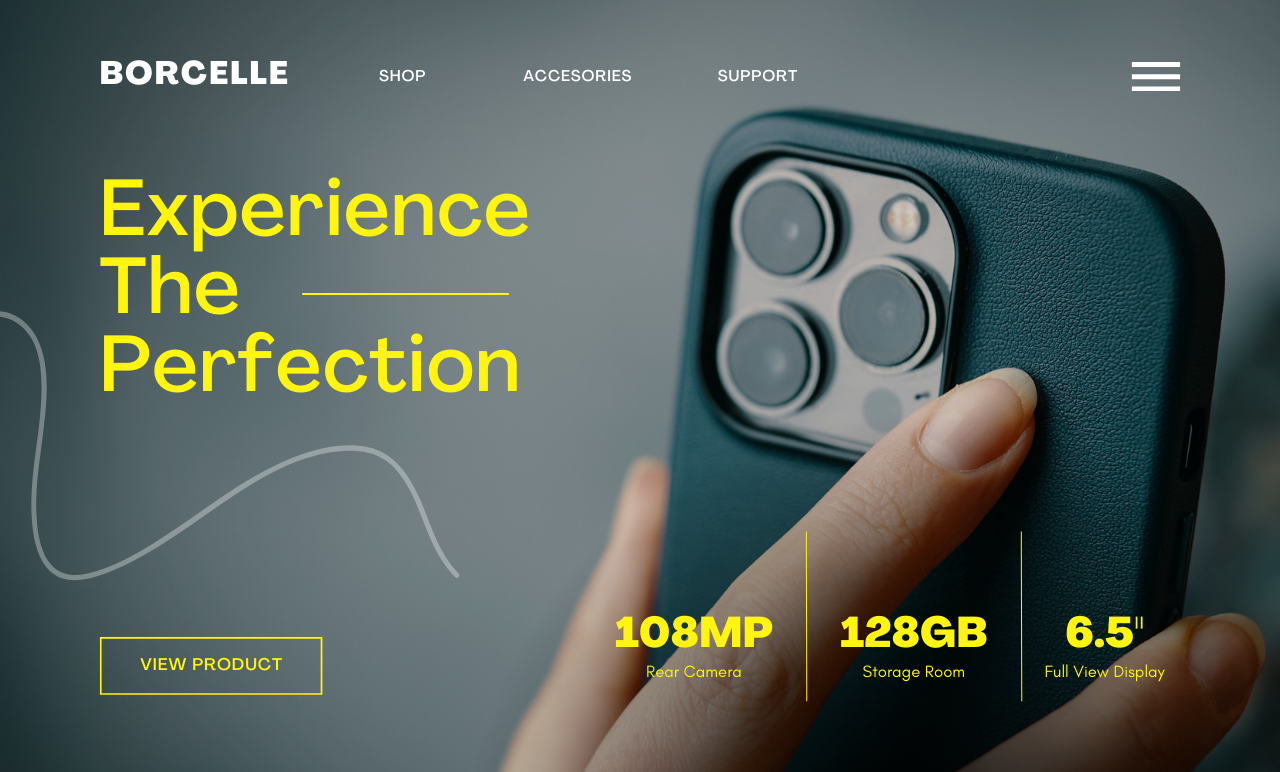 BORCELLE
SHOP
ACCESORIES
SUPPORT
Experience
The
Perfection
VIEW PRODUCT
108MP
Rear Camera
128GB
Storage Room
6.5"
Full View Display